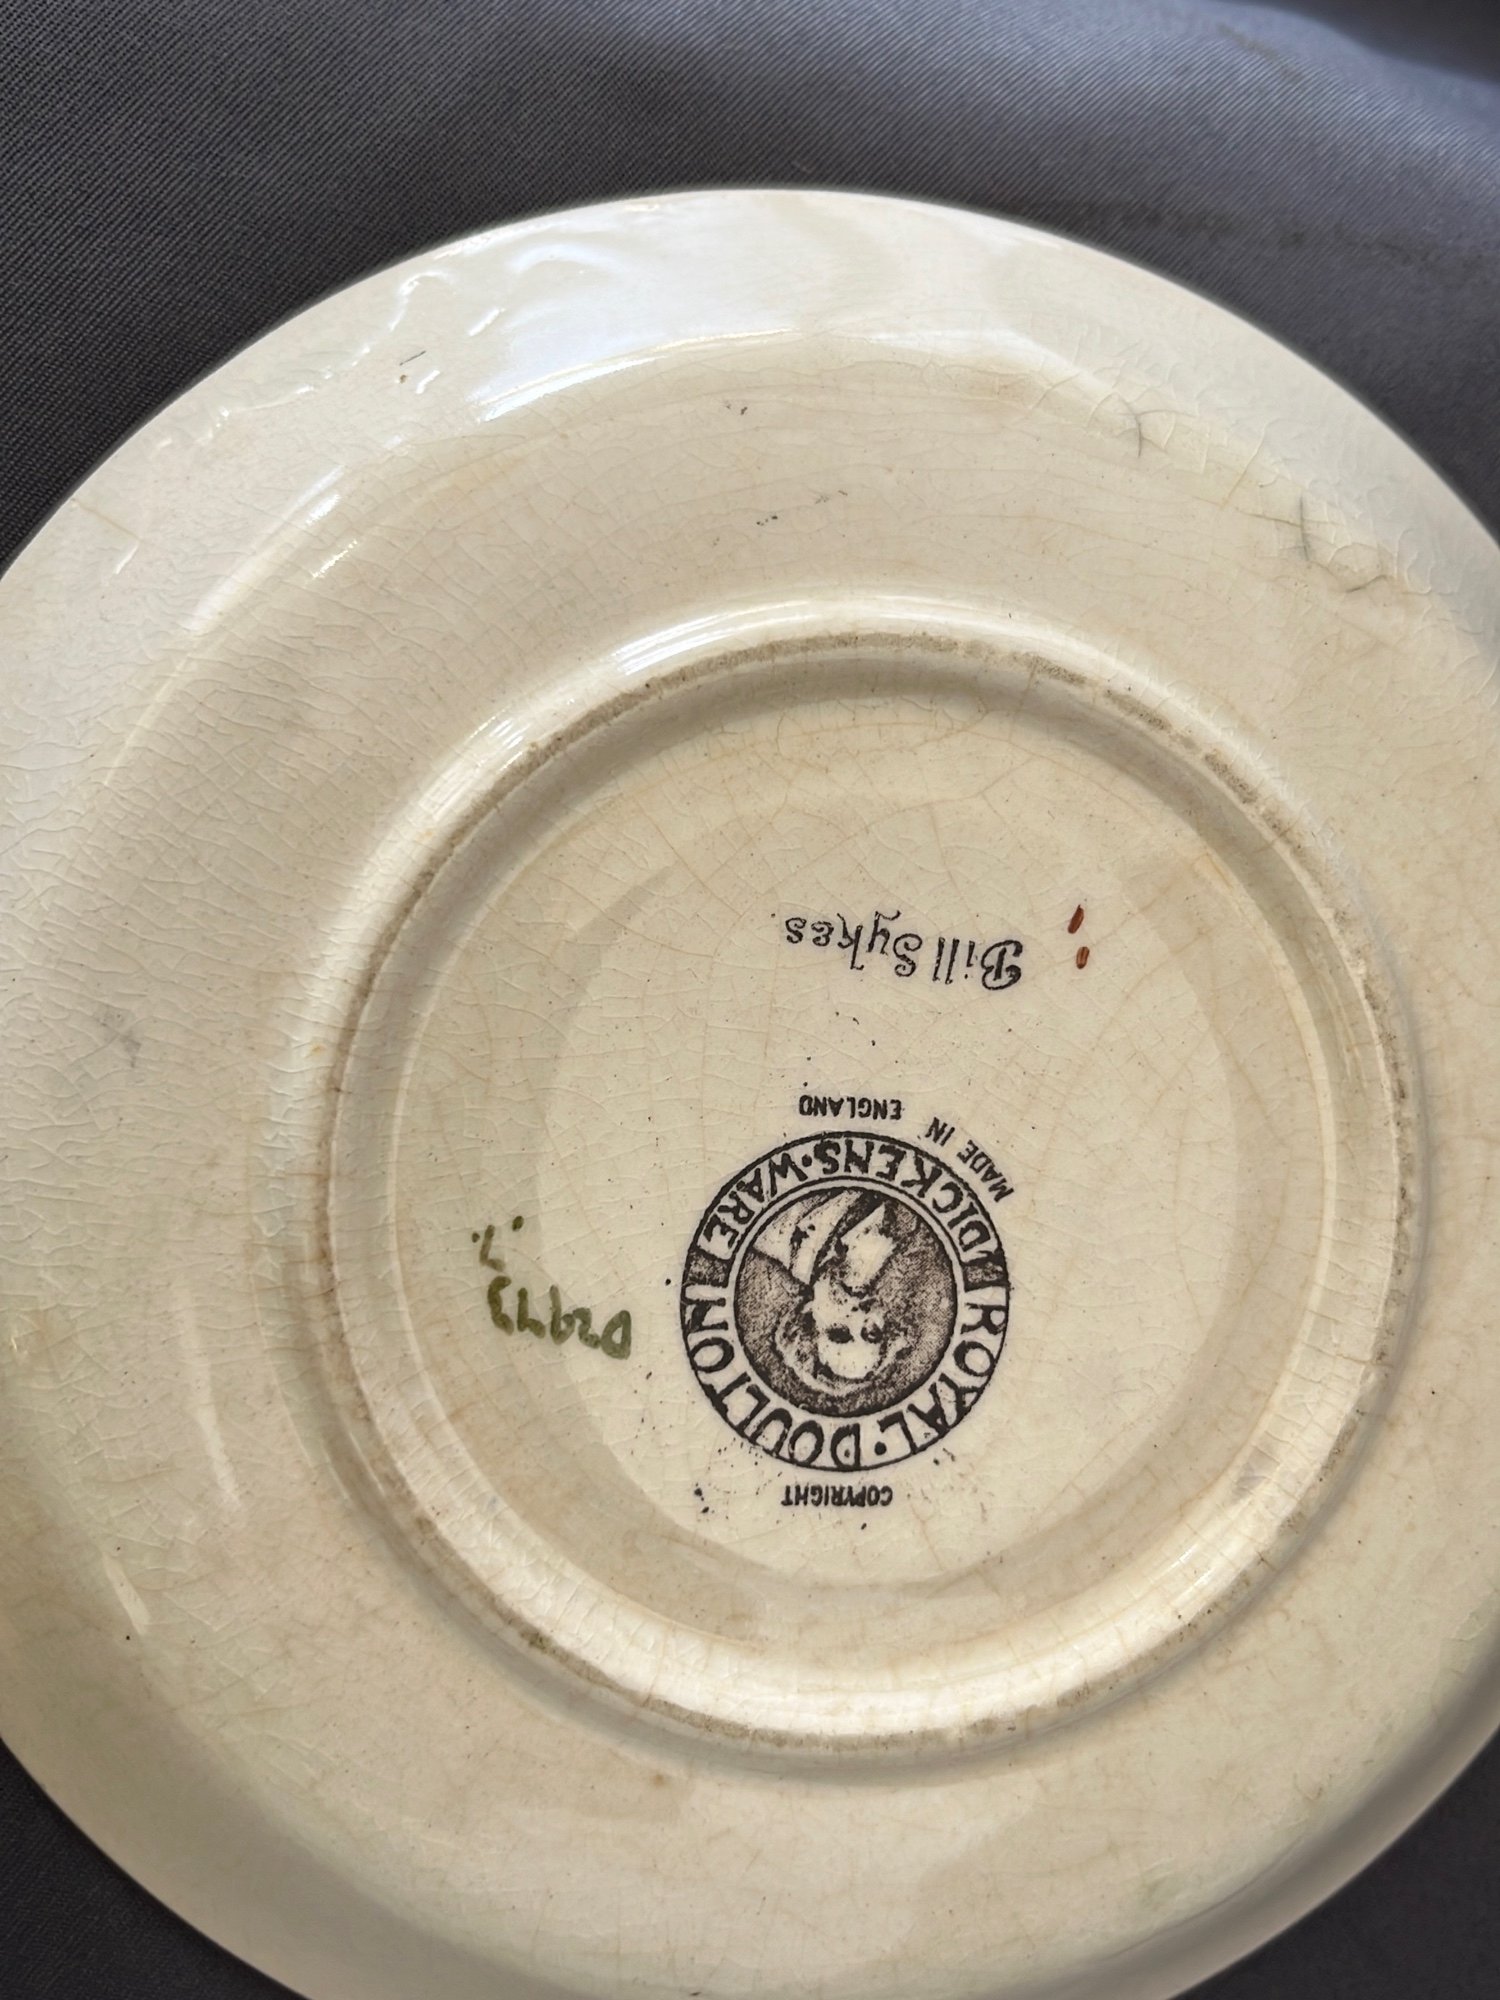 COPYRIGHT
ROYAL·DOULTON
DICKENS·WARE
MADE IN ENGLAND
Bill Sykes.
D2973